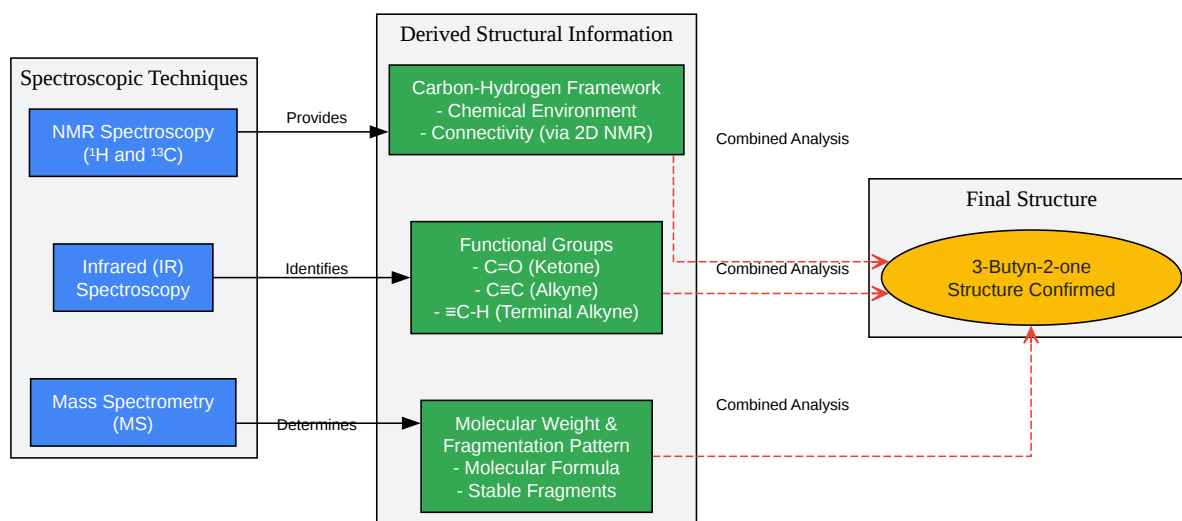 Spectroscopic Techniques
NMR Spectroscopy
(¹H and ¹³C)
Infrared (IR)
Spectroscopy
Mass Spectrometry
(MS)
Provides
Identifies
Determines
Derived Structural Information
Carbon-Hydrogen Framework
- Chemical Environment
- Connectivity (via 2D NMR)
Functional Groups
- C=O (Ketone)
- C≡C (Alkyne)
- ≡C-H (Terminal Alkyne)
Molecular Weight &
Fragmentation Pattern
- Molecular Formula
- Stable Fragments
Combined Analysis
Combined Analysis
Combined Analysis
Final Structure
3-Butyn-2-one
Structure Confirmed